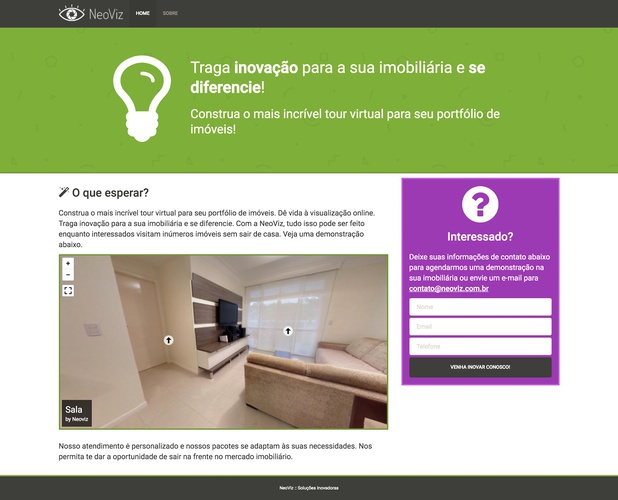 NeoViz
HOME
SOBRE
Traga inovação para a sua imobiliária e se
diferencie!
Construa o mais incrível tour virtual para seu portfólio de
imóveis!
O que esperar?
Construa o mais incrível tour virtual para seu portfólio de imóveis. Dê vida à visualização online.
Traga inovação para a sua imobiliária e se diferencie. Com a NeoViz, tudo isso pode ser feito
enquanto interessados visitam inúmeros imóveis sem sair de casa. Veja uma demonstração
abaixo.
+
−
Sala
by Neoviz
Nosso atendimento é personalizado e nossos pacotes se adaptam às suas necessidades. Nos
permita te dar a oportunidade de sair na frente no mercado imobiliário.
?
Interessado?
Deixe suas informações de contato abaixo
para agendarmos uma demonstração na
sua imobiliária ou envie um e-mail para
contato@neoviz.com.br
Nome
Email
Telefone
VENHA INOVAR CONOSCO!
NeoViz :: Soluções Inovadoras